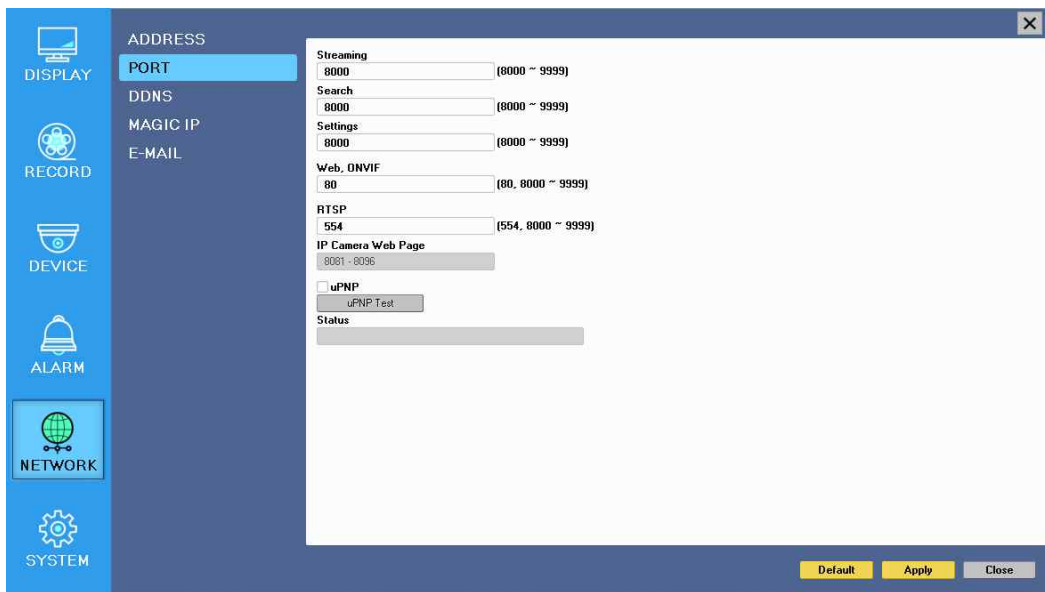 DISPLAY
RECORD
DEVICE
ALARM
NETWORK
SYSTEM
ADDRESS
PORT
DDNS
MAGIC IP
E-MAIL
Streaming
8000 (8000 ~ 9999)
Search
8000 (8000 ~ 9999)
Settings
8000 (8000 ~ 9999)
Web, ONVIF
80 (80, 8000 ~ 9999)
RTSP
554 (554, 8000 ~ 9999)
IP Camera Web Page
8081 - 8096
uPNP
uPNP Test
Status
Default Apply Close